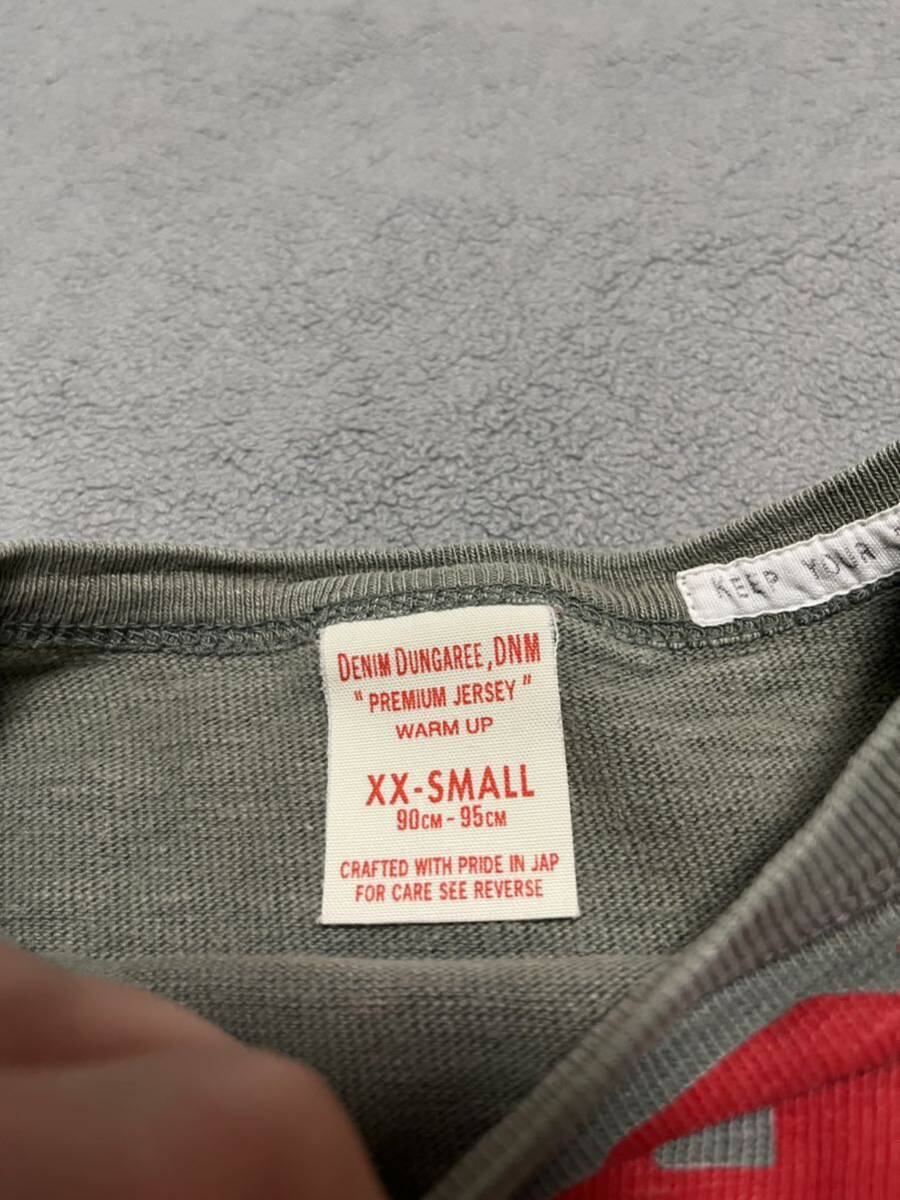 KEEP YOUR
DENIM DUNGAREE, DNM
" PREMIUM JERSEY "
WARM UP
XX-SMALL
90CM - 95CM
CRAFTED WITH PRIDE IN JAP
FOR CARE SEE REVERSE